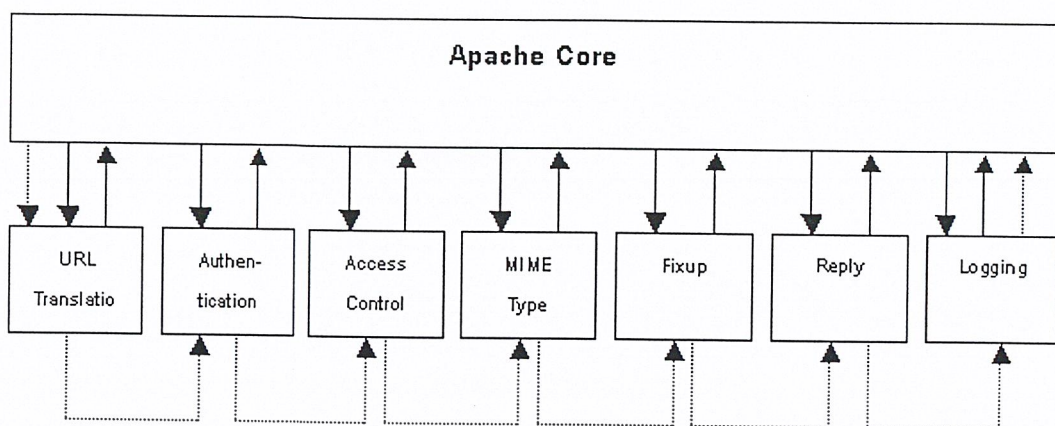 Apache Core
URL
Translatio
Authen-
tication
Access
Control
MIME
Type
Fixup
Reply
Logging